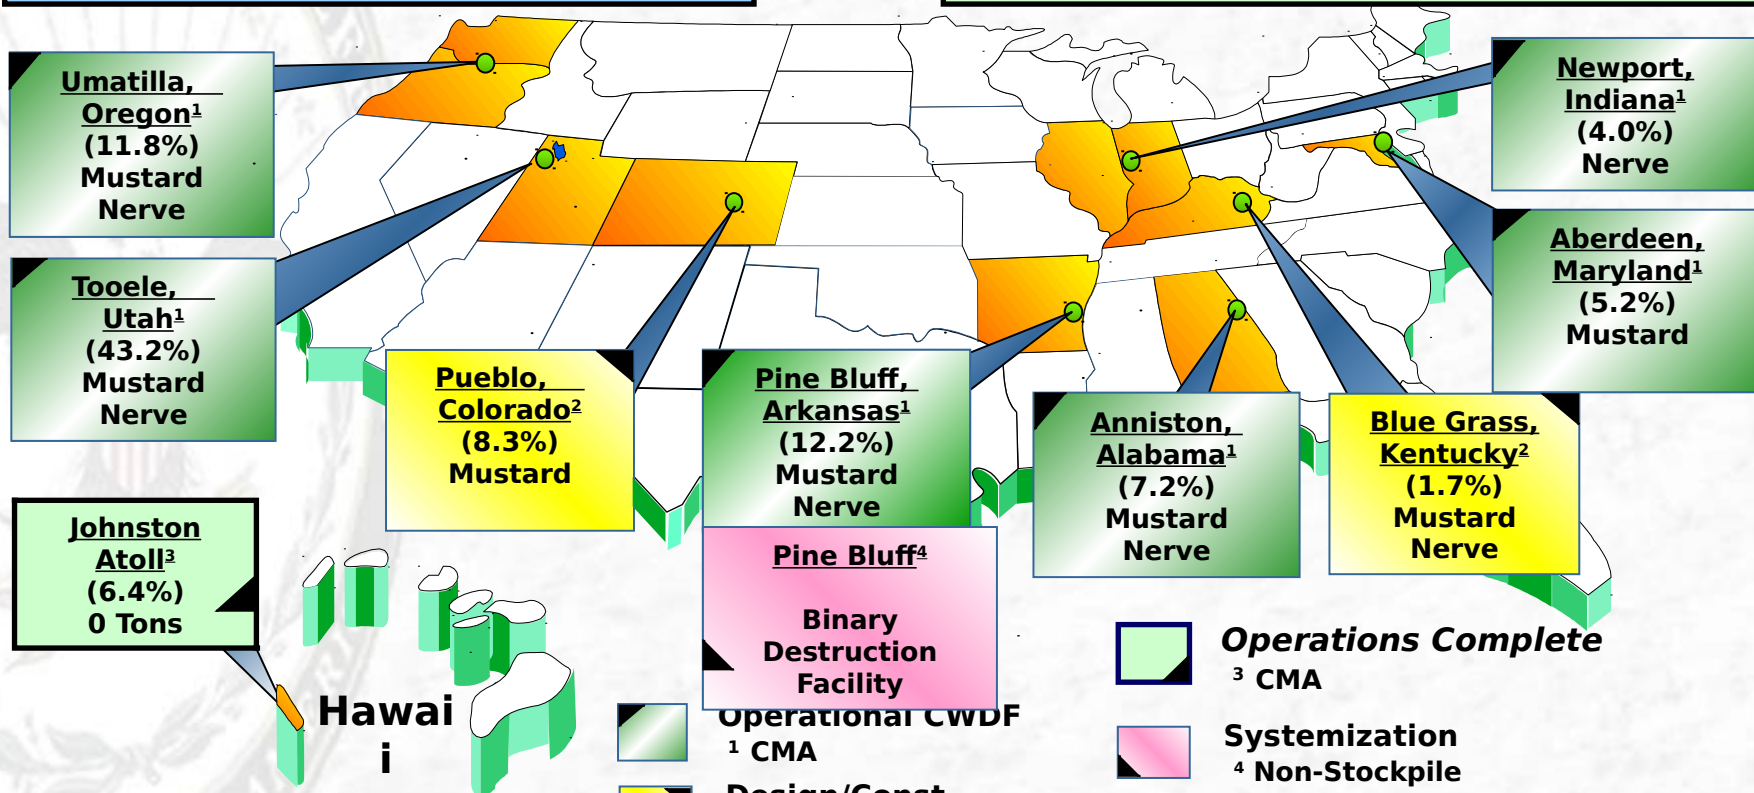 Umatilla,
Oregon¹
(11.8%)
Mustard
Nerve
Tooele,
Utah¹
(43.2%)
Mustard
Nerve
Pueblo,
Colorado²
(8.3%)
Mustard
Pine Bluff,
Arkansas¹
(12.2%)
Mustard
Nerve
Pine Bluff⁴
Binary
Destruction
Facility
Anniston,
Alabama¹
(7.2%)
Mustard
Nerve
Blue Grass,
Kentucky²
(1.7%)
Mustard
Nerve
Newport,
Indiana¹
(4.0%)
Nerve
Aberdeen,
Maryland¹
(5.2%)
Mustard
Johnston
Atoll³
(6.4%)
0 Tons
Hawai
i
Operational CWDF
¹ CMA
Design/Const
Operations Complete
³ CMA
Systemization
⁴ Non-Stockpile